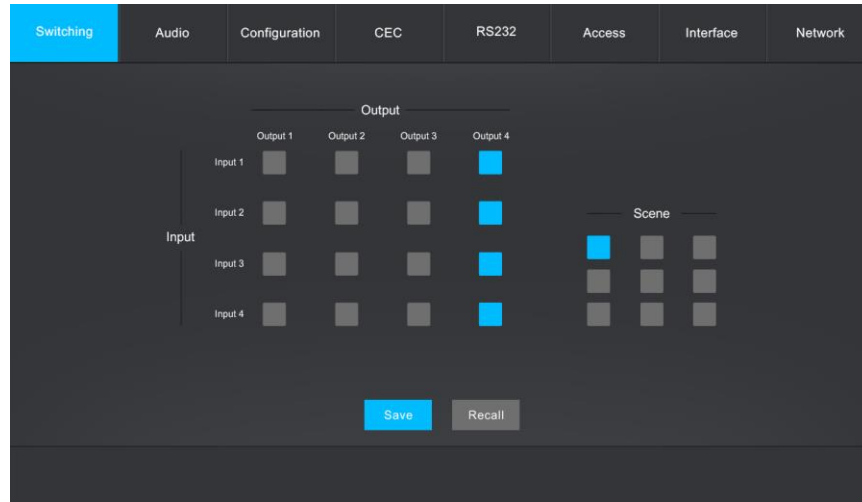 Switching Audio Configuration CEC RS232 Access Interface Network
Output
Output 1 Output 2 Output 3 Output 4
Input 1
Input 2
Input
Input 3
Input 4
Scene
Save Recall